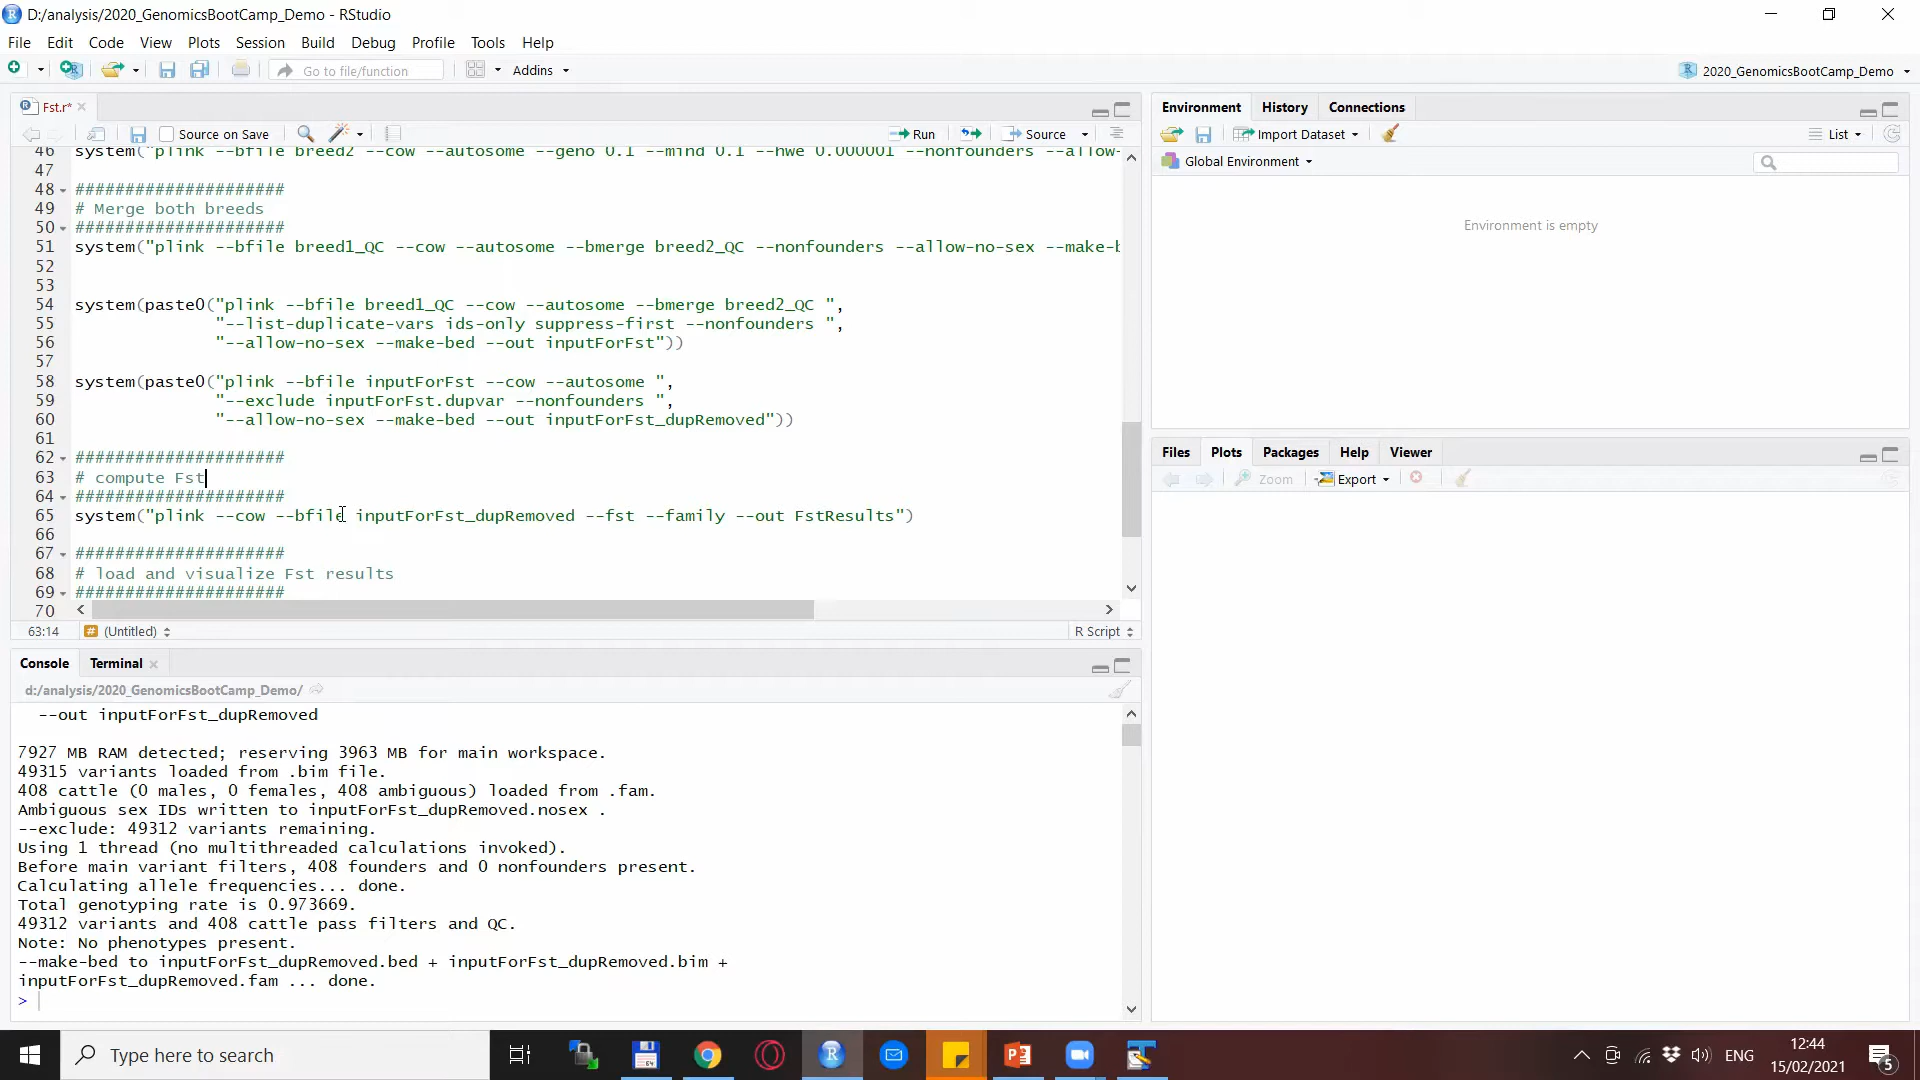 D:/analysis/2020_GenomicsBootCamp_Demo - RStudio
File Edit Code View Plots Session Build Debug Profile Tools Help
Go to file/function Addins 2020_GenomicsBootCamp_Demo
Fst.r*
Source on Save Run Source
46 system("plink --bfile breed2 --cow --autosome --geno 0.1 --mind 0.1 --hwe 0.000001 --nonfounders --allow-
47
48 #####################
49 # Merge both breeds
50 #####################
51 system("plink --bfile breed1_QC --cow --autosome --bmerge breed2_QC --nonfounders --allow-no-sex --make-b
52
53
54 system(paste0("plink --bfile breed1_QC --cow --autosome --bmerge breed2_QC ",
55 "--list-duplicate-vars ids-only suppress-first --nonfounders ",
56 "--allow-no-sex --make-bed --out inputForFst"))
57
58 system(paste0("plink --bfile inputForFst --cow --autosome ",
59 "--exclude inputForFst.dupvar --nonfounders ",
60 "--allow-no-sex --make-bed --out inputForFst_dupRemoved"))
61
62 #####################
63 # compute Fst
64 #####################
65 system("plink --cow --bfile inputForFst_dupRemoved --fst --family --out FstResults")
66
67 #####################
68 # load and visualize Fst results
69 #####################
70
63:14 # (Untitled) R Script
Console Terminal
d:/analysis/2020_GenomicsBootCamp_Demo/
--out inputForFst_dupRemoved
7927 MB RAM detected; reserving 3963 MB for main workspace.
49315 variants loaded from .bim file.
408 cattle (0 males, 0 females, 408 ambiguous) loaded from .fam.
Ambiguous sex IDs written to inputForFst_dupRemoved.nosex .
--exclude: 49312 variants remaining.
Using 1 thread (no multithreaded calculations invoked).
Before main variant filters, 408 founders and 0 nonfounders present.
Calculating allele frequencies... done.
Total genotyping rate is 0.973669.
49312 variants and 408 cattle pass filters and QC.
Note: No phenotypes present.
--make-bed to inputForFst_dupRemoved.bed + inputForFst_dupRemoved.bim +
inputForFst_dupRemoved.fam ... done.
>
Environment History Connections
Import Dataset List
Global Environment
Environment is empty
Files Plots Packages Help Viewer
Zoom Export
Type here to search
ENG
12:44
15/02/2021
5